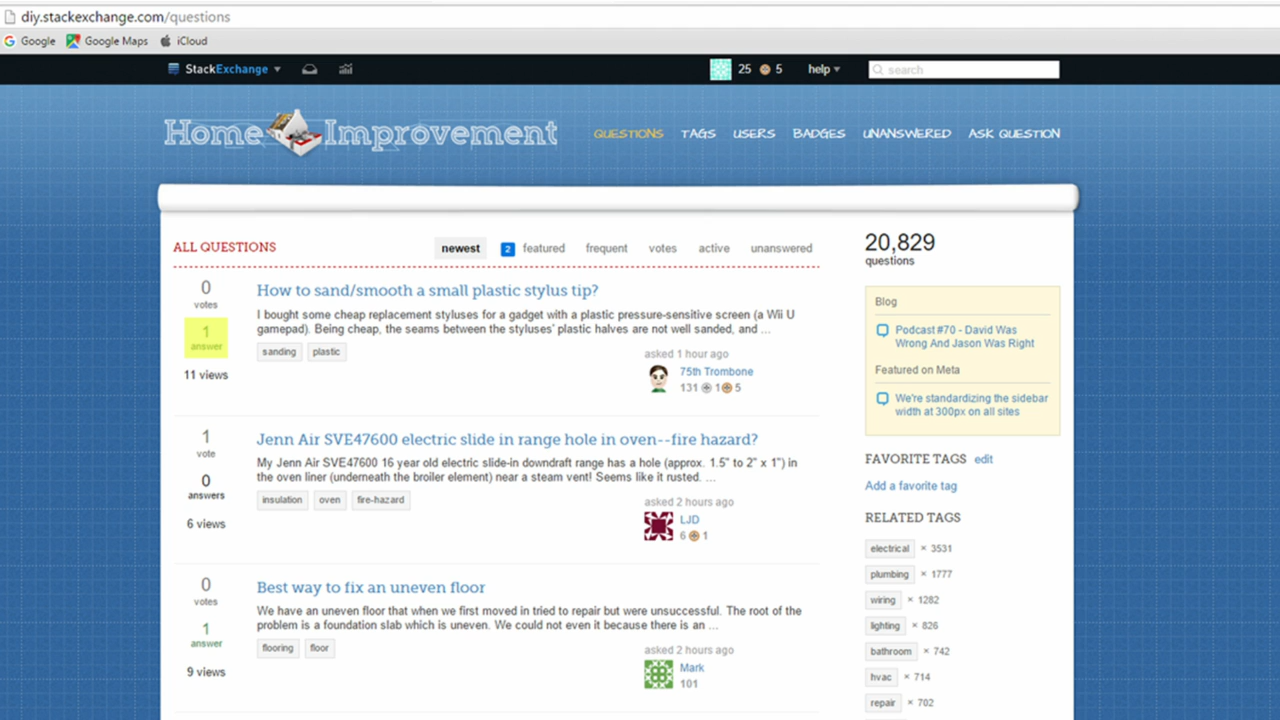 diy.stackexchange.com/questions
Google Google Maps iCloud
StackExchange 25 5 help search
Home Improvement QUESTIONS TAGS USERS BADGES UNANSWERED ASK QUESTION
ALL QUESTIONS newest 2 featured frequent votes active unanswered
0
votes
1
answer
11 views
How to sand/smooth a small plastic stylus tip?
I bought some cheap replacement styluses for a gadget with a plastic pressure-sensitive screen (a Wii U
gamepad). Being cheap, the seams between the styluses' plastic halves are not well sanded, and ...
sanding plastic
asked 1 hour ago
75th Trombone
131 1 5
1
vote
0
answers
6 views
Jenn Air SVE47600 electric slide in range hole in oven--fire hazard?
My Jenn Air SVE47600 16 year old electric slide-in downdraft range has a hole (approx. 1.5" to 2" x 1") in
the oven liner (underneath the broiler element) near a steam vent! Seems like it rusted. ...
insulation oven fire-hazard
asked 2 hours ago
LJD
6 1
0
votes
1
answer
9 views
Best way to fix an uneven floor
We have an uneven floor that when we first moved in tried to repair but were unsuccessful. The root of the
problem is a foundation slab which is uneven. We could not even it because there is an ...
flooring floor
asked 2 hours ago
Mark
101
20,829
questions
Blog
Podcast #70 - David Was
Wrong And Jason Was Right
Featured on Meta
We're standardizing the sidebar
width at 300px on all sites
FAVORITE TAGS edit
Add a favorite tag
RELATED TAGS
electrical × 3531
plumbing × 1777
wiring × 1282
lighting × 826
bathroom × 742
hvac × 714
repair × 702